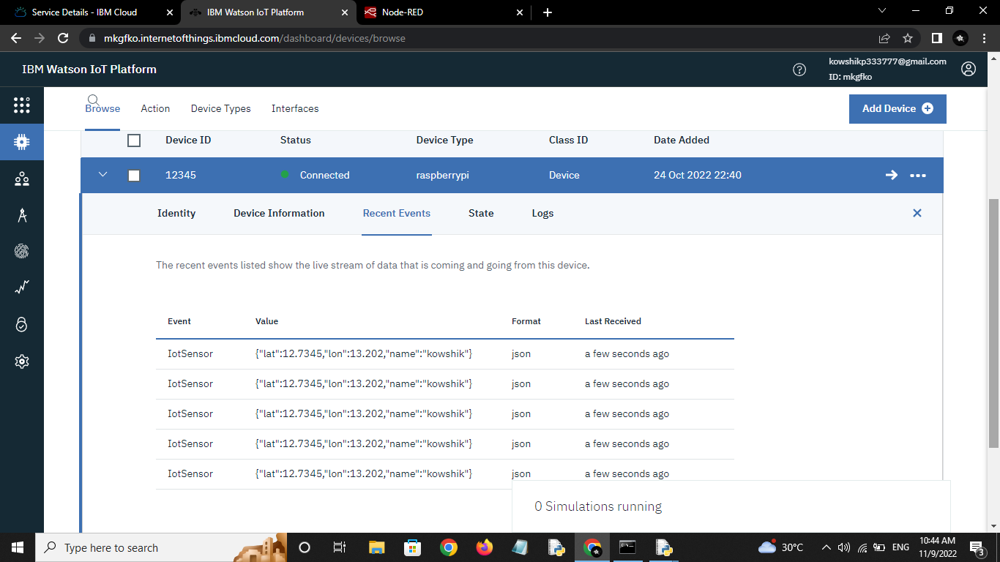 Service Details - IBM Cloud
IBM Watson IoT Platform
Node-RED
mkgfko.internetofthings.ibmcloud.com/dashboard/devices/browse
IBM Watson IoT Platform
kowshikp333777@gmail.com
ID: mkgfko
Browse Action Device Types Interfaces
Add Device
Device ID Status Device Type Class ID Date Added
12345 Connected raspberrypi Device 24 Oct 2022 22:40
Identity Device Information Recent Events State Logs
The recent events listed show the live stream of data that is coming and going from this device.
Event Value Format Last Received
IotSensor {"lat":12.7345,"lon":13.202,"name":"kowshik"} json a few seconds ago
IotSensor {"lat":12.7345,"lon":13.202,"name":"kowshik"} json a few seconds ago
IotSensor {"lat":12.7345,"lon":13.202,"name":"kowshik"} json a few seconds ago
IotSensor {"lat":12.7345,"lon":13.202,"name":"kowshik"} json a few seconds ago
IotSensor {"lat":12.7345,"lon":13.202,"name":"kowshik"} json a few seconds ago
0 Simulations running
Type here to search
30°C
ENG
10:44 AM
11/9/2022
3